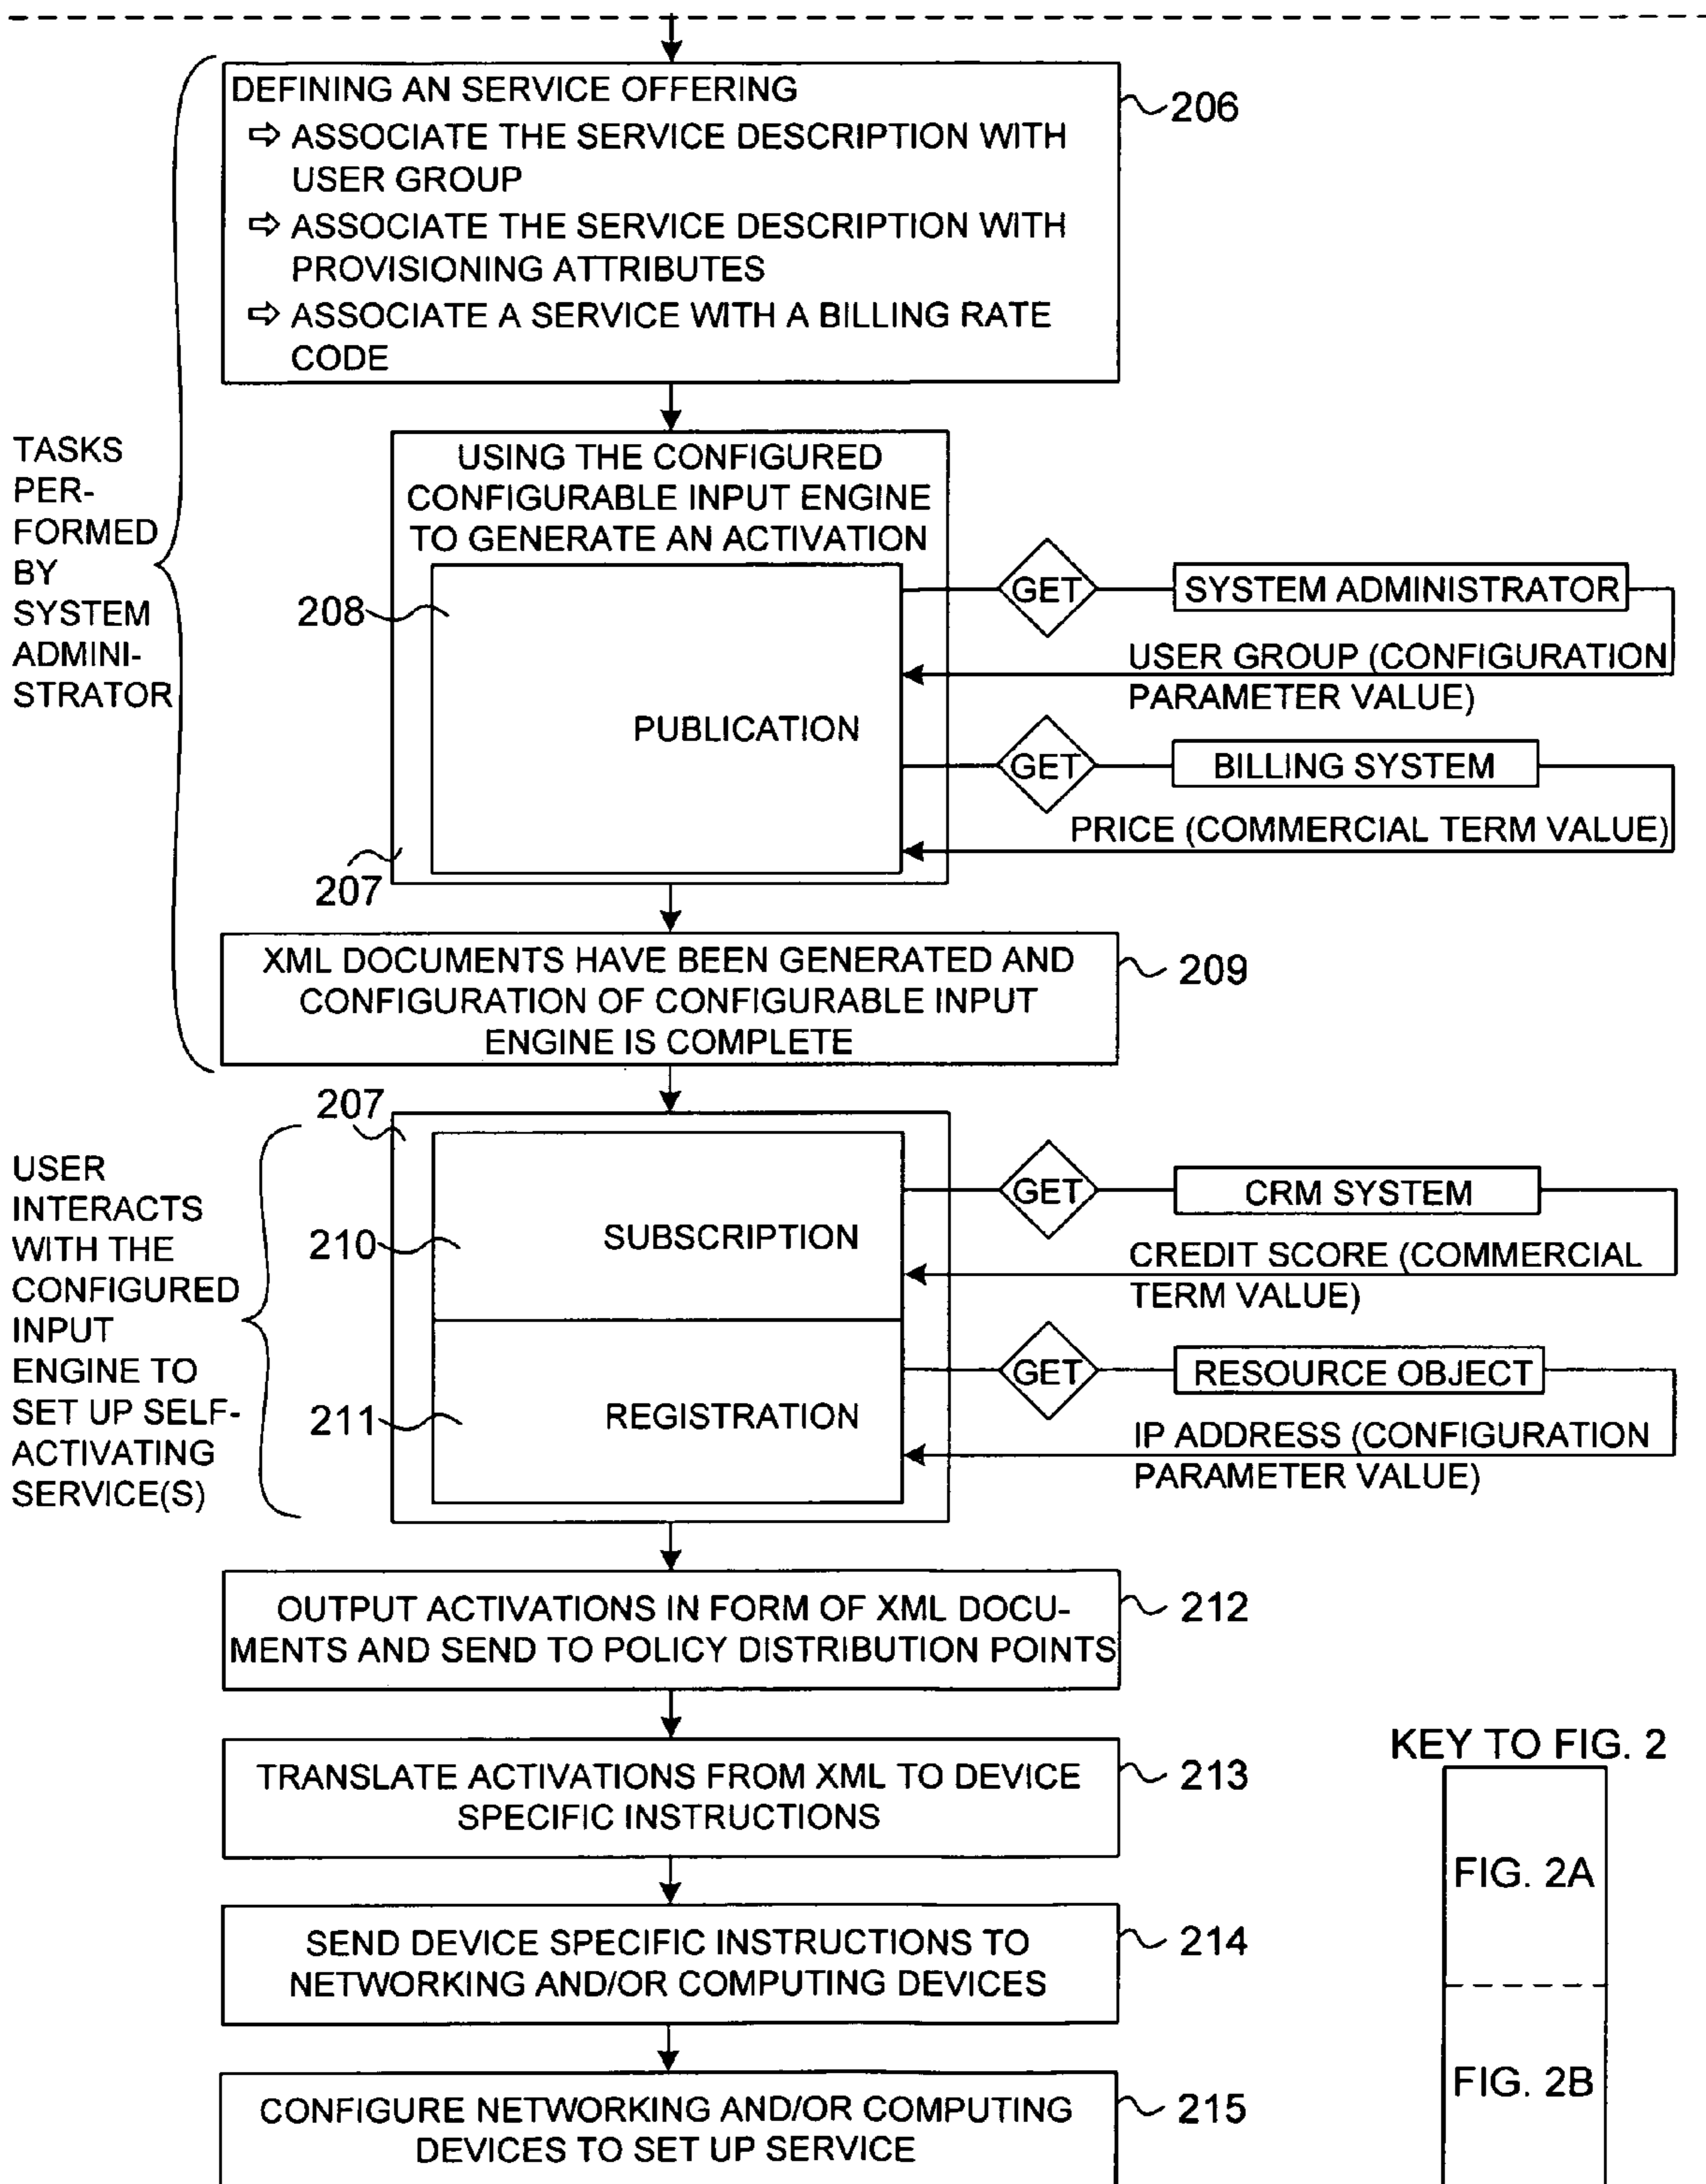 DEFINING AN SERVICE OFFERING
⇨ ASSOCIATE THE SERVICE DESCRIPTION WITH
USER GROUP
⇨ ASSOCIATE THE SERVICE DESCRIPTION WITH
PROVISIONING ATTRIBUTES
⇨ ASSOCIATE A SERVICE WITH A BILLING RATE
CODE
206
TASKS
PER-
FORMED
BY
SYSTEM
ADMINI-
STRATOR
USING THE CONFIGURED
CONFIGURABLE INPUT ENGINE
TO GENERATE AN ACTIVATION
208
PUBLICATION
207
GET
SYSTEM ADMINISTRATOR
USER GROUP (CONFIGURATION
PARAMETER VALUE)
GET
BILLING SYSTEM
PRICE (COMMERCIAL TERM VALUE)
XML DOCUMENTS HAVE BEEN GENERATED AND
CONFIGURATION OF CONFIGURABLE INPUT
ENGINE IS COMPLETE
209
207
USER
INTERACTS
WITH THE
CONFIGURED
INPUT
ENGINE TO
SET UP SELF-
ACTIVATING
SERVICE(S)
210
SUBSCRIPTION
GET
CRM SYSTEM
CREDIT SCORE (COMMERCIAL
TERM VALUE)
211
REGISTRATION
GET
RESOURCE OBJECT
IP ADDRESS (CONFIGURATION
PARAMETER VALUE)
OUTPUT ACTIVATIONS IN FORM OF XML DOCU-
MENTS AND SEND TO POLICY DISTRIBUTION POINTS
212
TRANSLATE ACTIVATIONS FROM XML TO DEVICE
SPECIFIC INSTRUCTIONS
213
SEND DEVICE SPECIFIC INSTRUCTIONS TO
NETWORKING AND/OR COMPUTING DEVICES
214
CONFIGURE NETWORKING AND/OR COMPUTING
DEVICES TO SET UP SERVICE
215
KEY TO FIG. 2
FIG. 2A
FIG. 2B